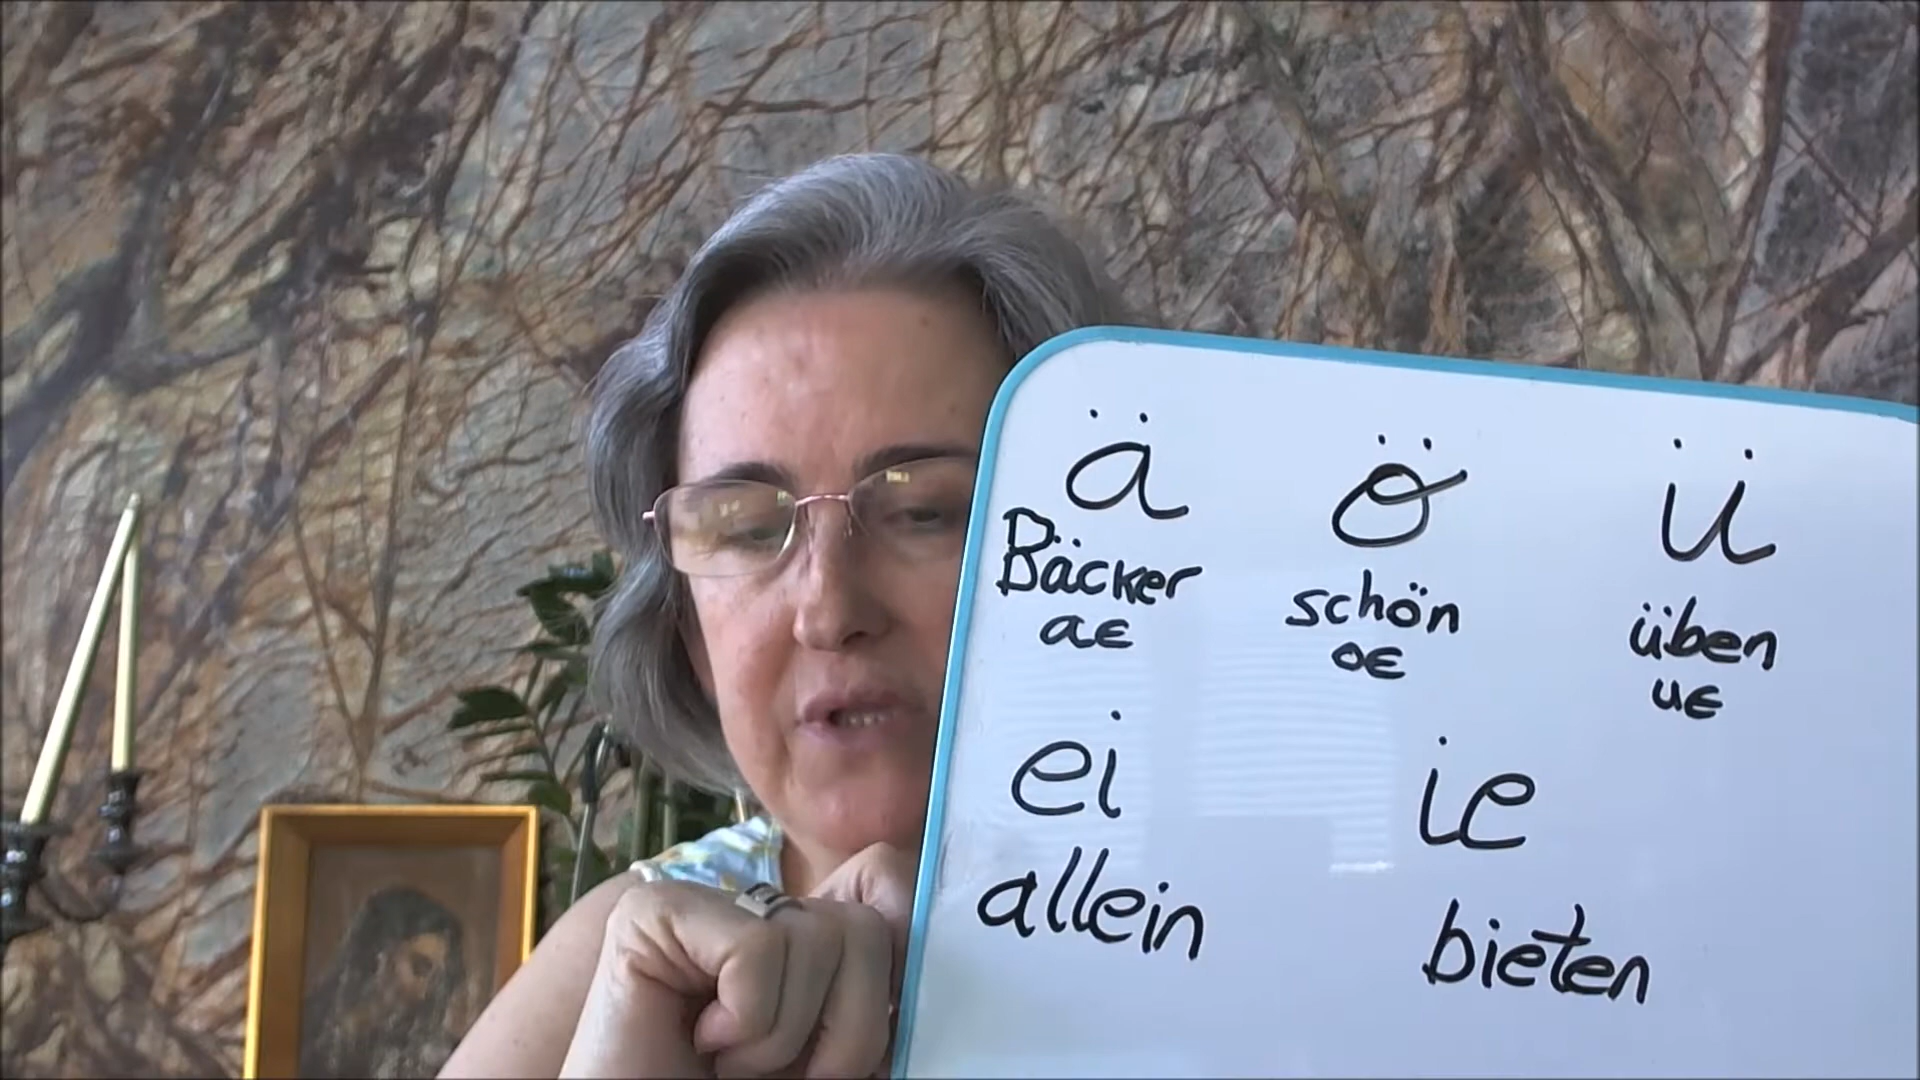 ä ö ü
Bäcker schön üben
ae oe ue
ei ie
allein bieten